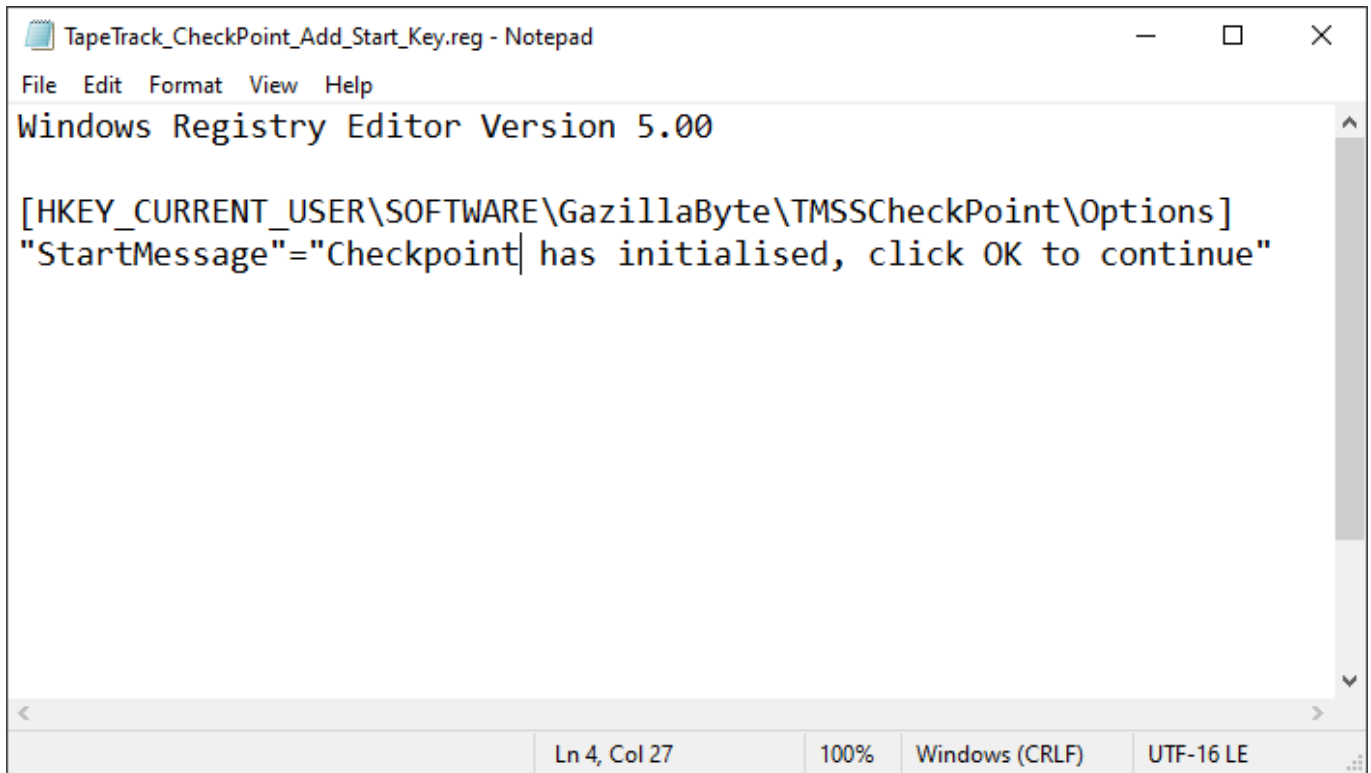 TapeTrack_CheckPoint_Add_Start_Key.reg - Notepad
File Edit Format View Help
Windows Registry Editor Version 5.00
[HKEY_CURRENT_USER\SOFTWARE\GazillaByte\TMSSCheckPoint\Options]
"StartMessage"="Checkpoint has initialised, click OK to continue"
Ln 4, Col 27 100% Windows (CRLF) UTF-16 LE